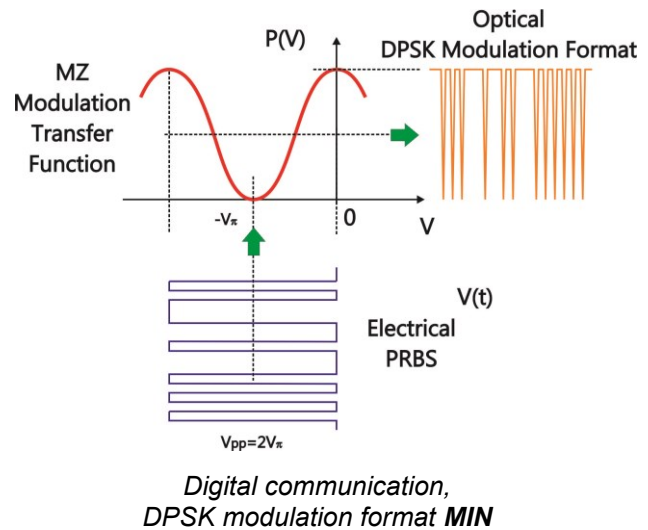 Optical
DPSK Modulation Format
P(V)
MZ
Modulation
Transfer
Function
-Vπ
0
V
V(t)
Electrical
PRBS
Vpp=2Vπ
Digital communication,
DPSK modulation format MIN